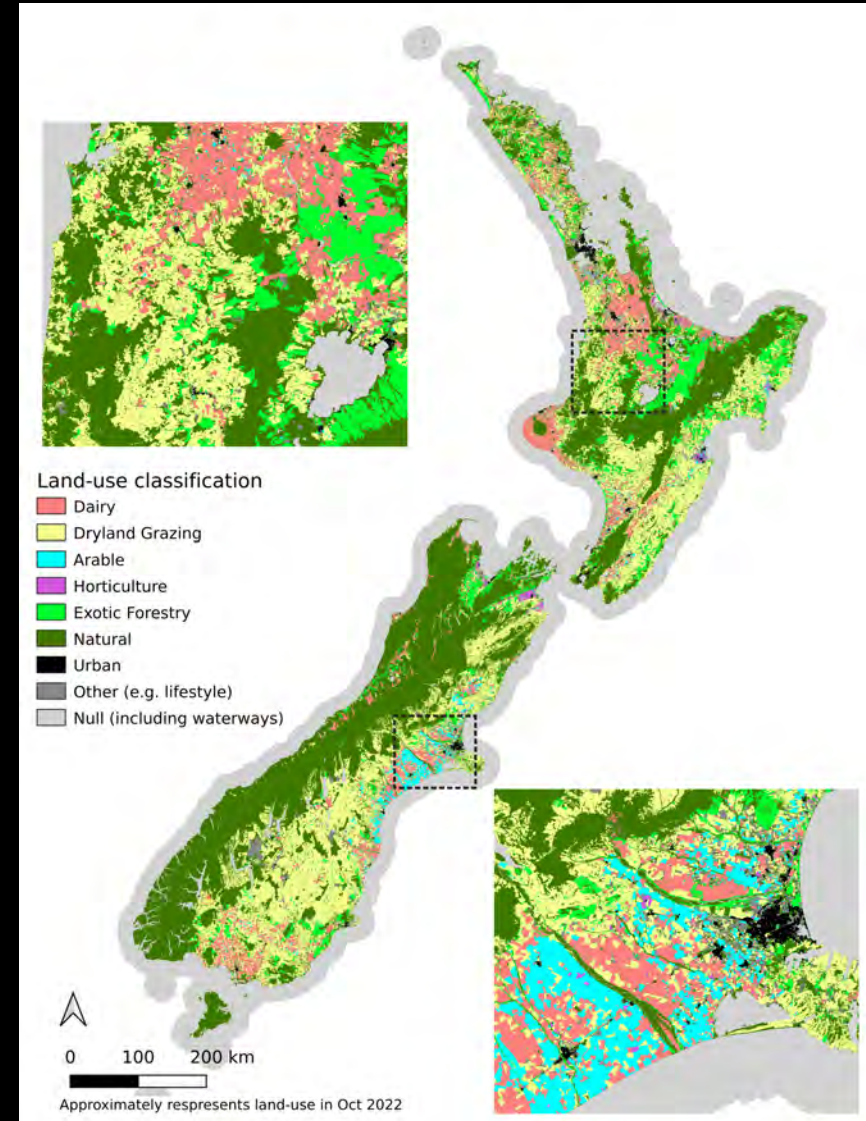 Land-use classification
Dairy
Dryland Grazing
Arable
Horticulture
Exotic Forestry
Natural
Urban
Other (e.g. lifestyle)
Null (including waterways)
0 100 200 km
Approximately respresents land-use in Oct 2022